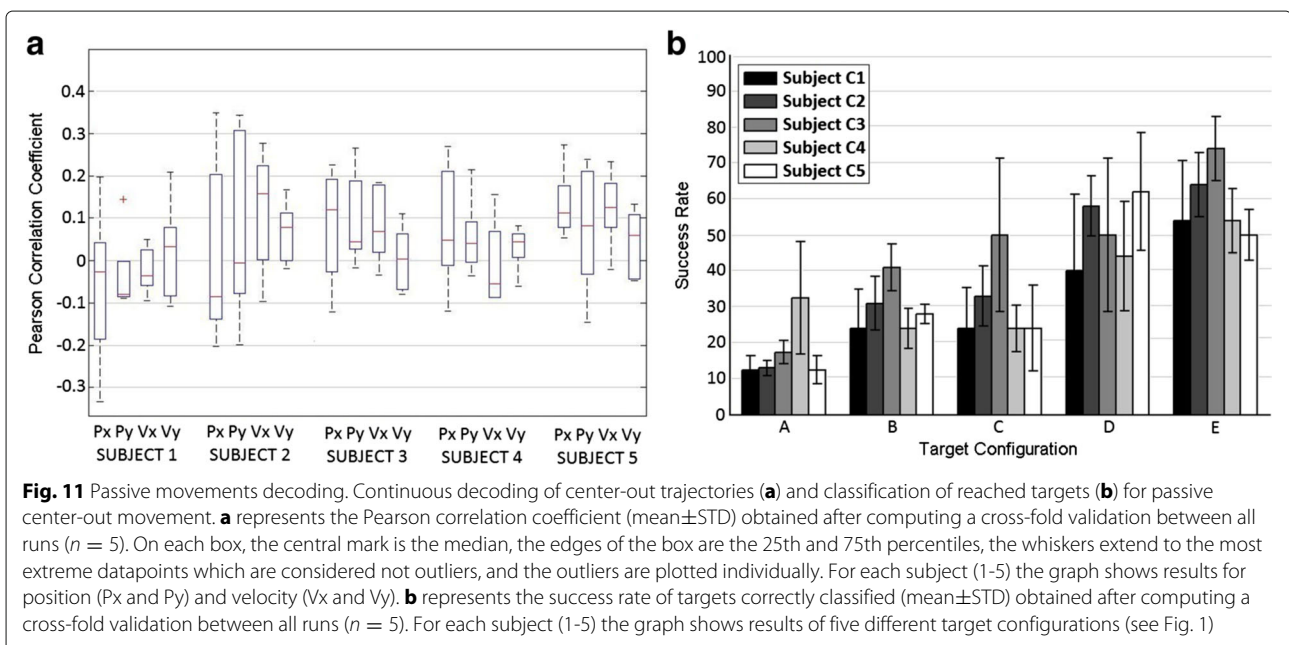 a
Pearson Correlation Coefficient
0.4
0.3
0.2
0.1
0
-0.1
-0.2
-0.3
Px Py Vx Vy Px Py Vx Vy Px Py Vx Vy Px Py Vx Vy Px Py Vx Vy
SUBJECT 1 SUBJECT 2 SUBJECT 3 SUBJECT 4 SUBJECT 5
b
Success Rate
100
90
80
70
60
50
40
30
20
10
0
Subject C1
Subject C2
Subject C3
Subject C4
Subject C5
A B C D E
Target Configuration
Fig. 11 Passive movements decoding. Continuous decoding of center-out trajectories (a) and classification of reached targets (b) for passive
center-out movement. a represents the Pearson correlation coefficient (mean±STD) obtained after computing a cross-fold validation between all
runs (n = 5). On each box, the central mark is the median, the edges of the box are the 25th and 75th percentiles, the whiskers extend to the most
extreme datapoints which are considered not outliers, and the outliers are plotted individually. For each subject (1-5) the graph shows results for
position (Px and Py) and velocity (Vx and Vy). b represents the success rate of targets correctly classified (mean±STD) obtained after computing a
cross-fold validation between all runs (n = 5). For each subject (1-5) the graph shows results of five different target configurations (see Fig. 1)